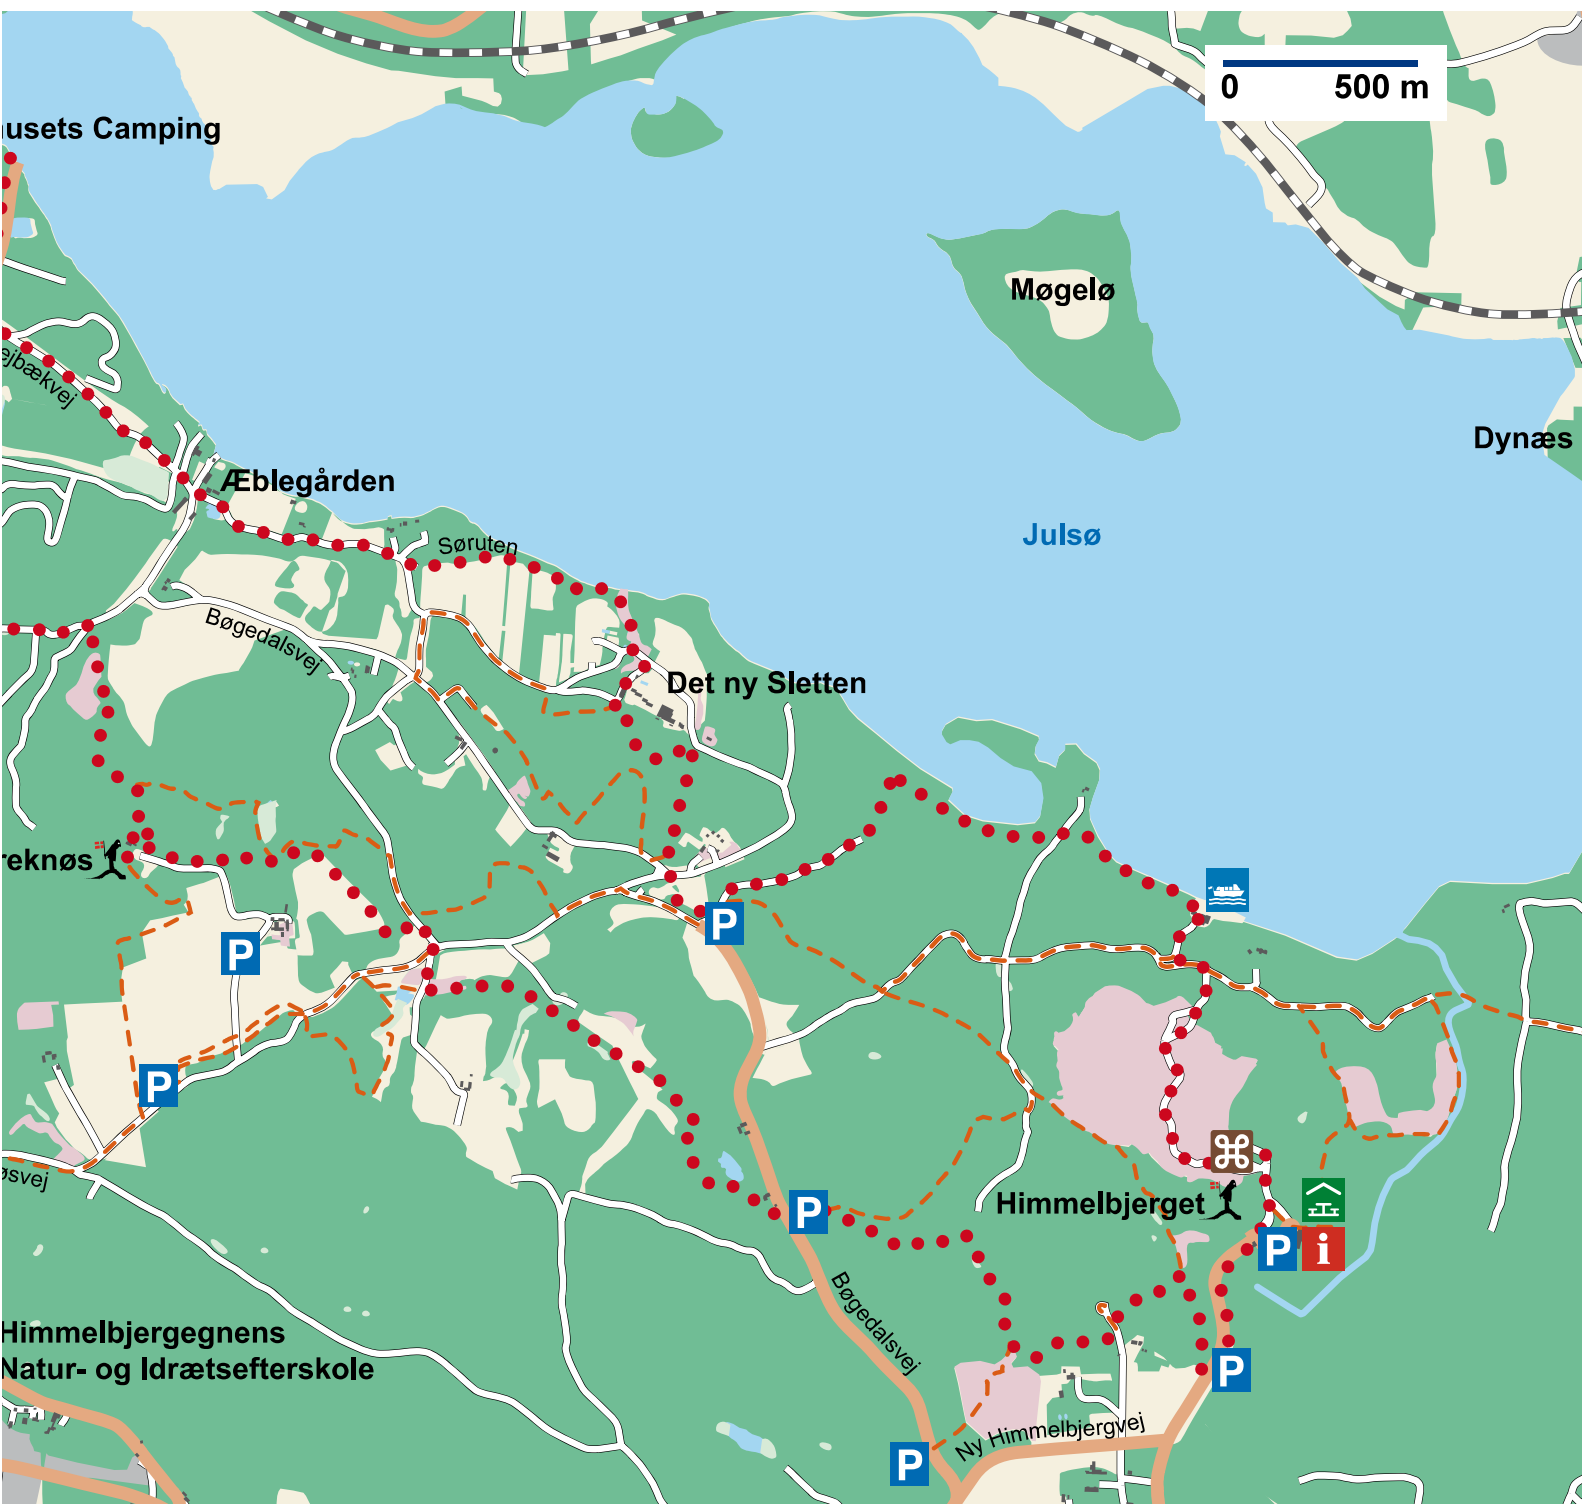 0 500 m
usets Camping
Møgelø
ejbækvej
Dynæs
Æblegården
Julsø
Søruten
Bøgedalsvej
Det ny Sletten
reknøs
P
P
P
øsvej
Himmelbjerget
P
P
i
Bøgedalsvej
Himmelbjergegnens
Natur- og Idrætsefterskole
P
Ny Himmelbjergvej
P